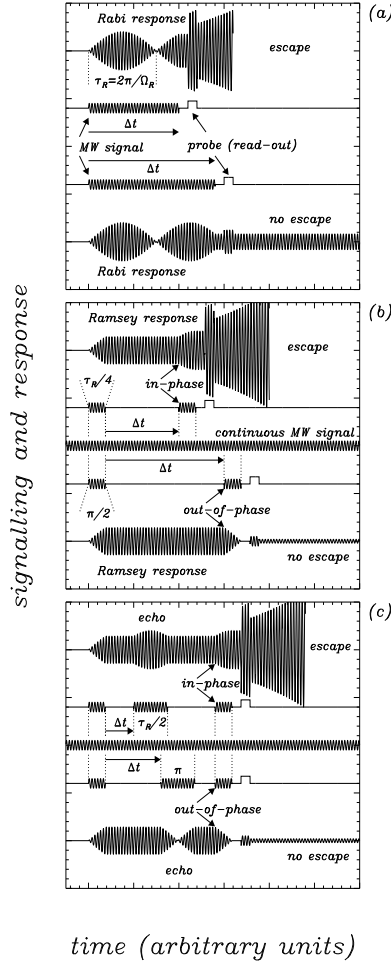 (a)
Rabi response
escape
τR=2π/ΩR
Δt
MW signal
probe (read-out)
Δt
no escape
Rabi response
(b)
Ramsey response
escape
τR/4
in-phase
Δt
continuous MW signal
Δt
π/2
out-of-phase
no escape
Ramsey response
(c)
echo
escape
in-phase
Δt
τR/2
Δt
π
out-of-phase
no escape
echo
signalling and response
time (arbitrary units)